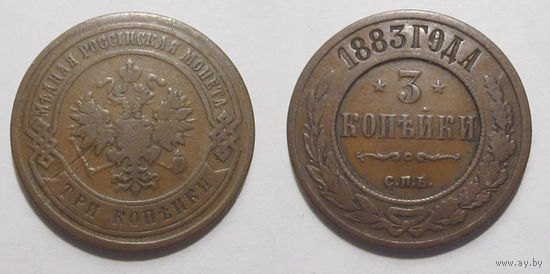 МѢДНАЯ РОССІЙСКАЯ МОНЕТА
ТРИ КОПѢЙКИ
1883 ГОДА
3
КОПѢЙКИ
С.П.Б.
www.ay.by